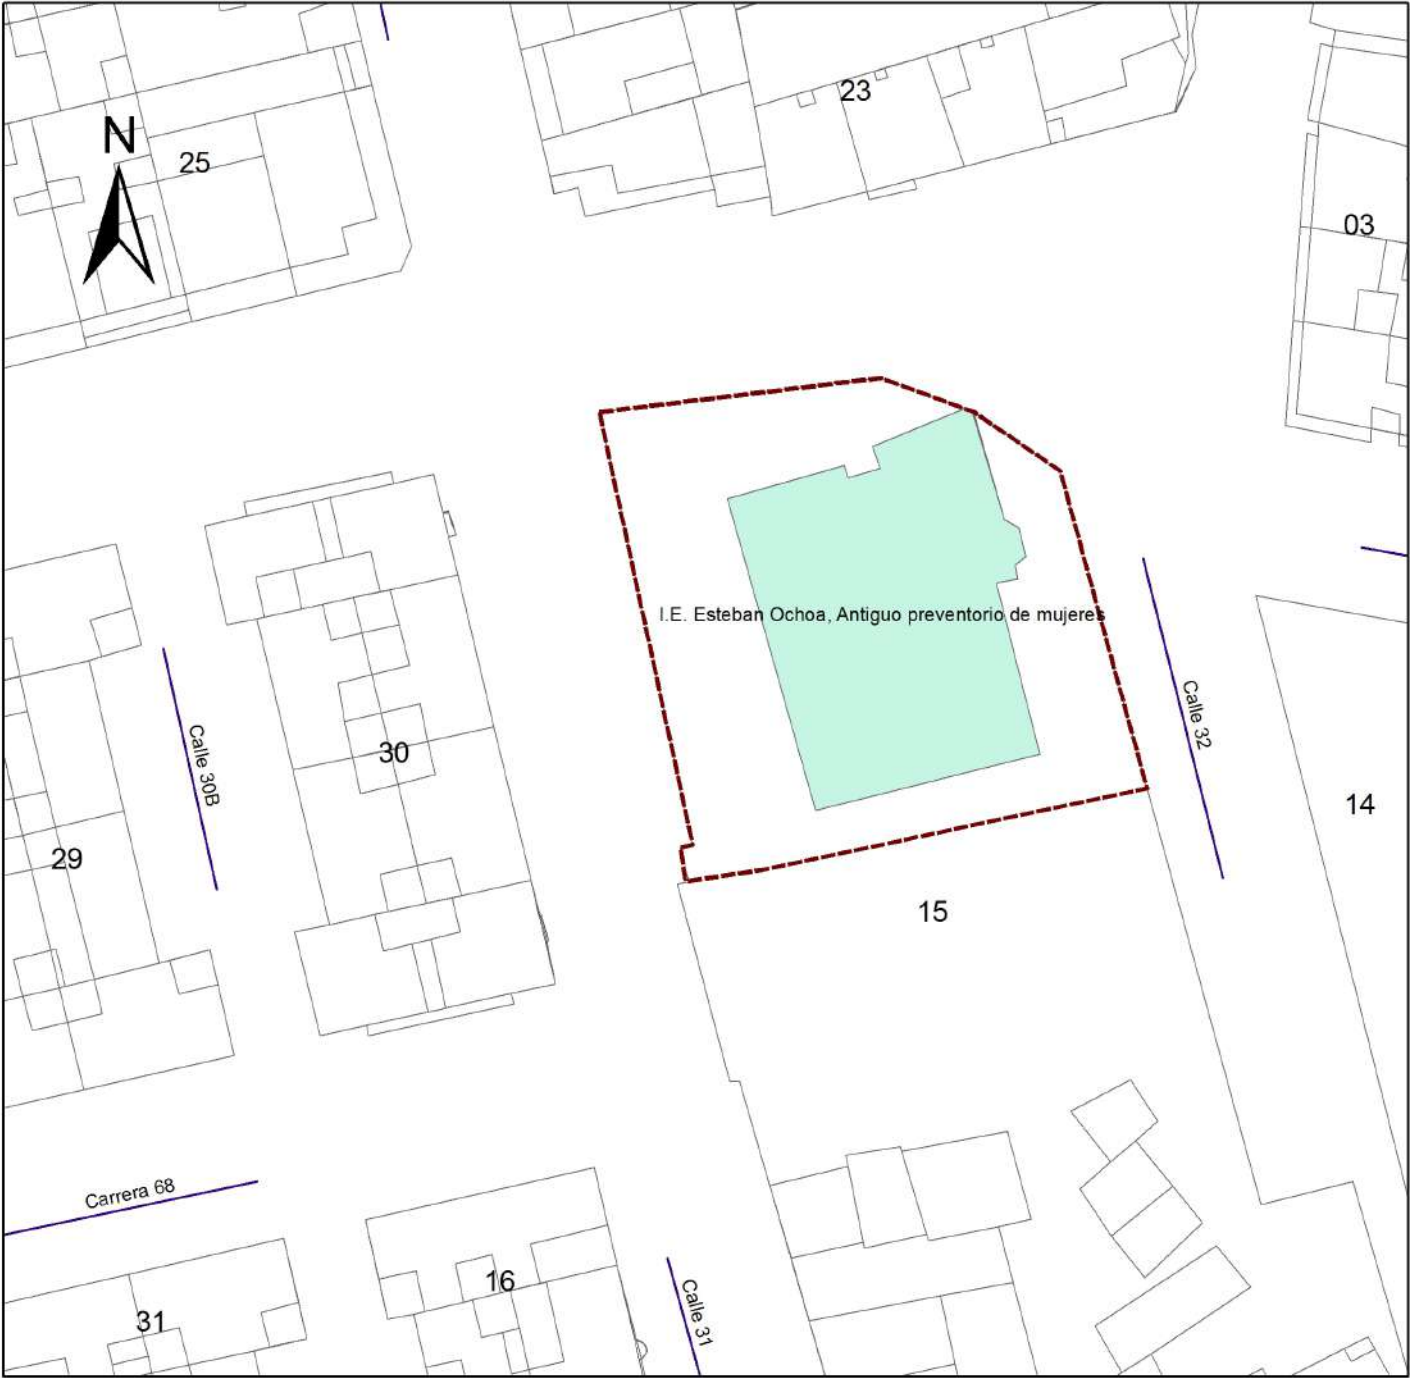 23
N
25
03
I.E. Esteban Ochoa, Antiguo preventorio de mujeres
Calle 32
Calle 30B
30
14
29
15
Carrera 68
16
Calle 31
31